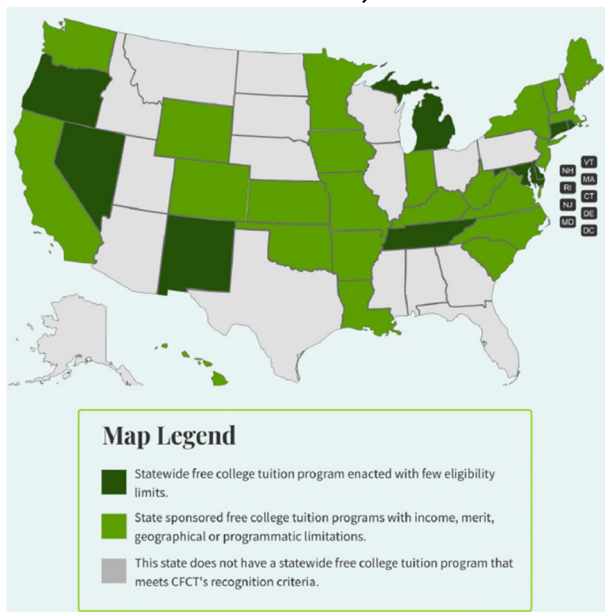 NH
VT
RI
MA
NJ
CT
MD
DE
DC
Map Legend
Statewide free college tuition program enacted with few eligibility
limits.
State sponsored free college tuition programs with income, merit,
geographical or programmatic limitations.
This state does not have a statewide free college tuition program that
meets CFCT's recognition criteria.